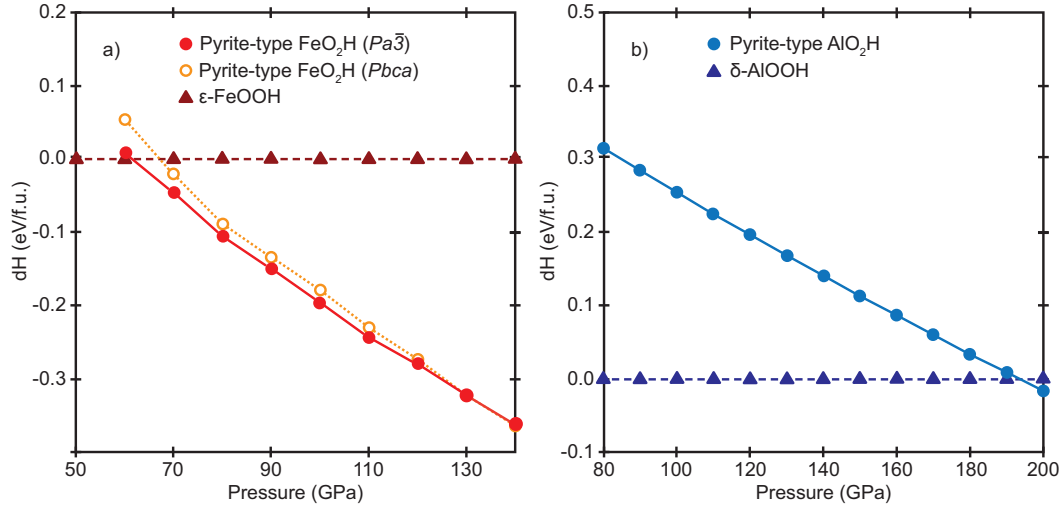 a)
Pyrite-type FeO₂H (Pa3̅)
Pyrite-type FeO₂H (Pbca)
ε-FeOOH
0.2
0.1
0.0
-0.1
-0.2
-0.3
dH (eV/f.u.)
50 70 90 110 130
Pressure (GPa)
b)
Pyrite-type AlO₂H
δ-AlOOH
0.5
0.4
0.3
0.2
0.1
0.0
-0.1
dH (eV/f.u.)
80 100 120 140 160 180 200
Pressure (GPa)